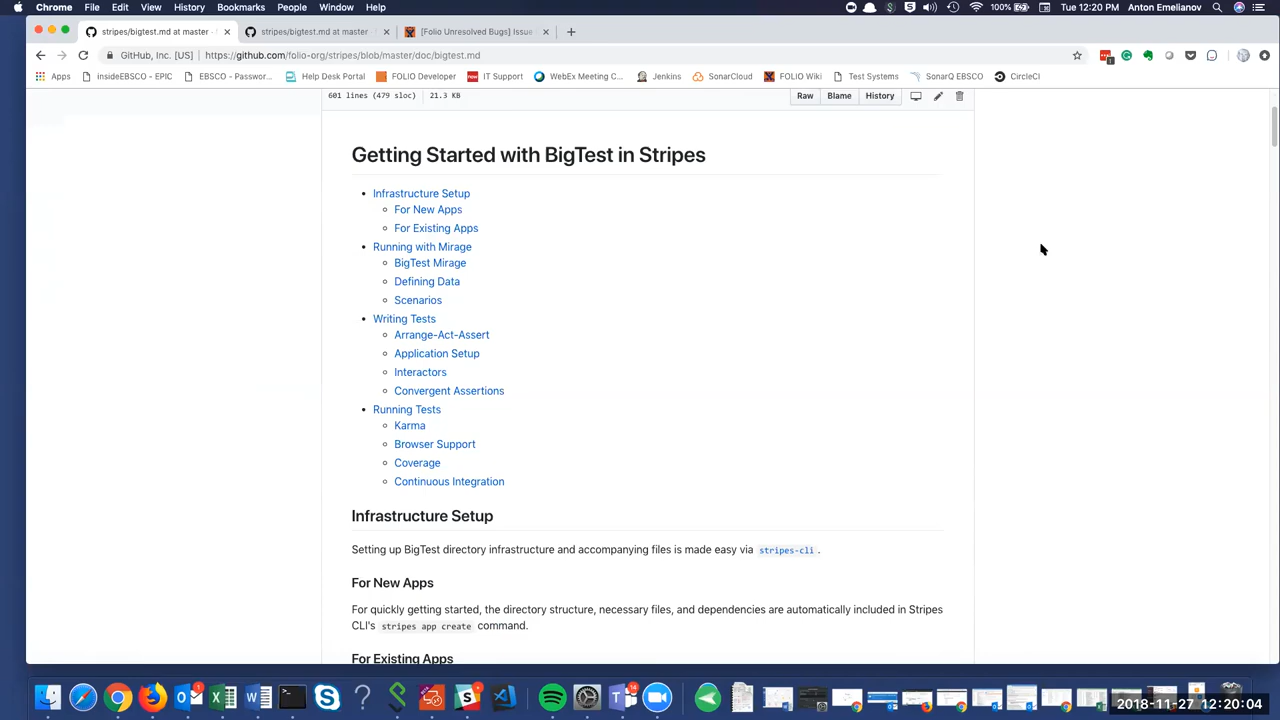 Chrome File Edit View History Bookmarks People Window Help 100% Tue 12:20 PM Anton Emelianov
stripes/bigtest.md at master · stripes/bigtest.md at master · [Folio Unresolved Bugs] Issue
GitHub, Inc. [US] https://github.com/folio-org/stripes/blob/master/doc/bigtest.md
Apps insideEBSCO - EPIC EBSCO - Passwor... Help Desk Portal FOLIO Developer IT Support WebEx Meeting C... Jenkins SonarCloud FOLIO Wiki Test Systems SonarQ EBSCO CircleCI
601 lines (479 sloc) 21.3 KB Raw Blame History
Getting Started with BigTest in Stripes
Infrastructure Setup
For New Apps
For Existing Apps
Running with Mirage
BigTest Mirage
Defining Data
Scenarios
Writing Tests
Arrange-Act-Assert
Application Setup
Interactors
Convergent Assertions
Running Tests
Karma
Browser Support
Coverage
Continuous Integration
Infrastructure Setup
Setting up BigTest directory infrastructure and accompanying files is made easy via stripes-cli.
For New Apps
For quickly getting started, the directory structure, necessary files, and dependencies are automatically included in Stripes
CLI's stripes app create command.
For Existing Apps
2018-11-27 12:20:04